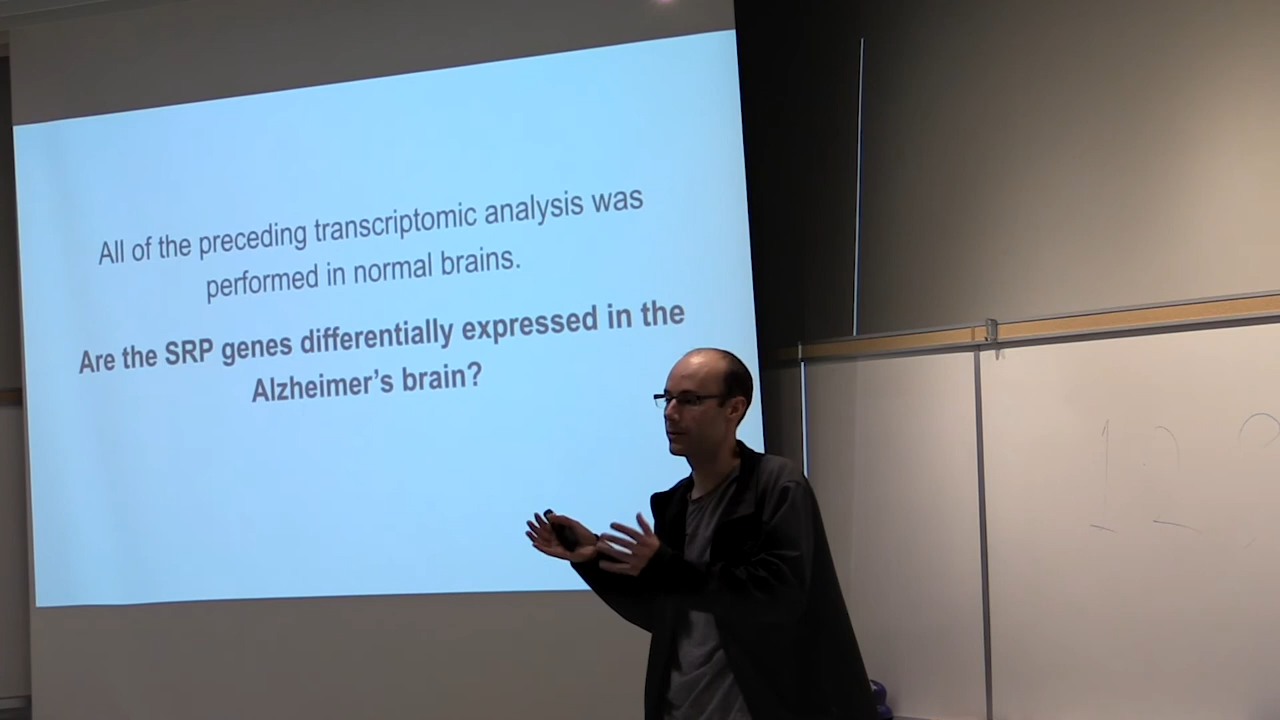 All of the preceding transcriptomic analysis was
performed in normal brains.
Are the SRP genes differentially expressed in the
Alzheimer's brain?
12